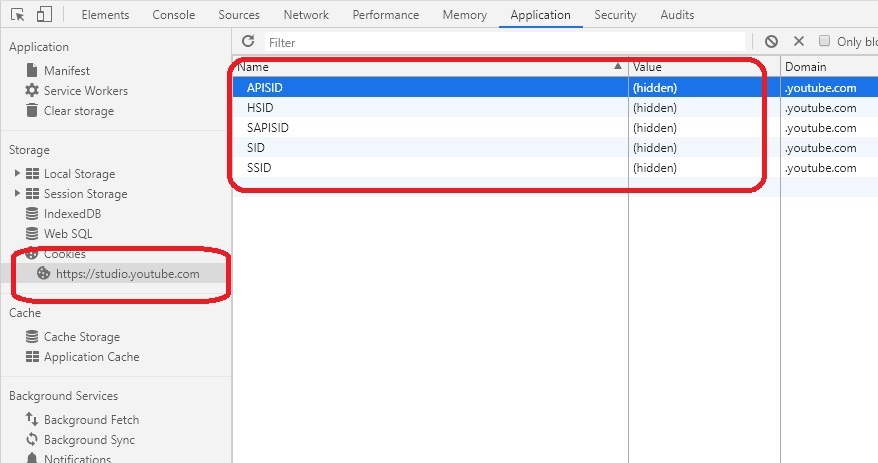 Elements Console Sources Network Performance Memory Application Security Audits
Application
Manifest
Service Workers
Clear storage
Storage
Local Storage
Session Storage
IndexedDB
Web SQL
Cookies
https://studio.youtube.com
Cache
Cache Storage
Application Cache
Background Services
Background Fetch
Background Sync
Notifications
Filter Only blo
Name Value Domain
APISID (hidden) .youtube.com
HSID (hidden) .youtube.com
SAPISID (hidden) .youtube.com
SID (hidden) .youtube.com
SSID (hidden) .youtube.com